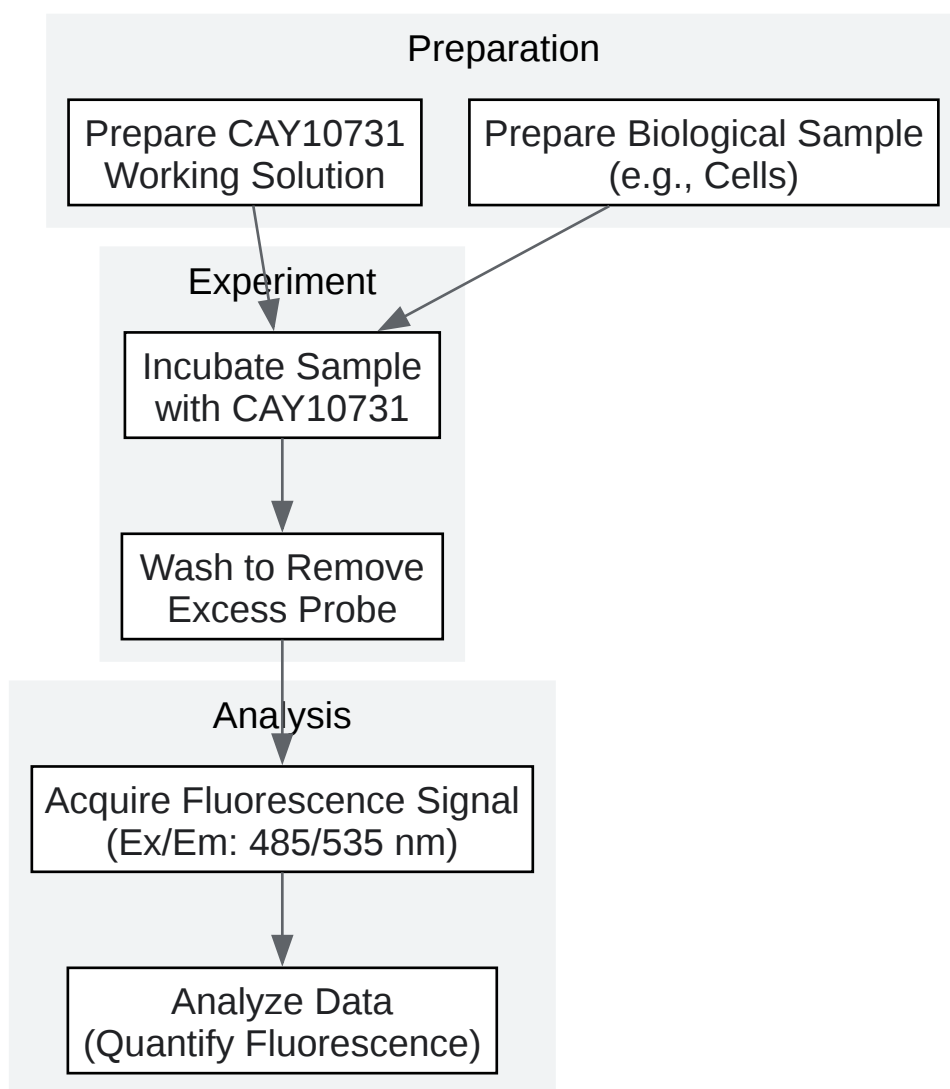 Preparation
Prepare CAY10731
Working Solution
Prepare Biological Sample
(e.g., Cells)
Experiment
Incubate Sample
with CAY10731
Wash to Remove
Excess Probe
Analysis
Acquire Fluorescence Signal
(Ex/Em: 485/535 nm)
Analyze Data
(Quantify Fluorescence)